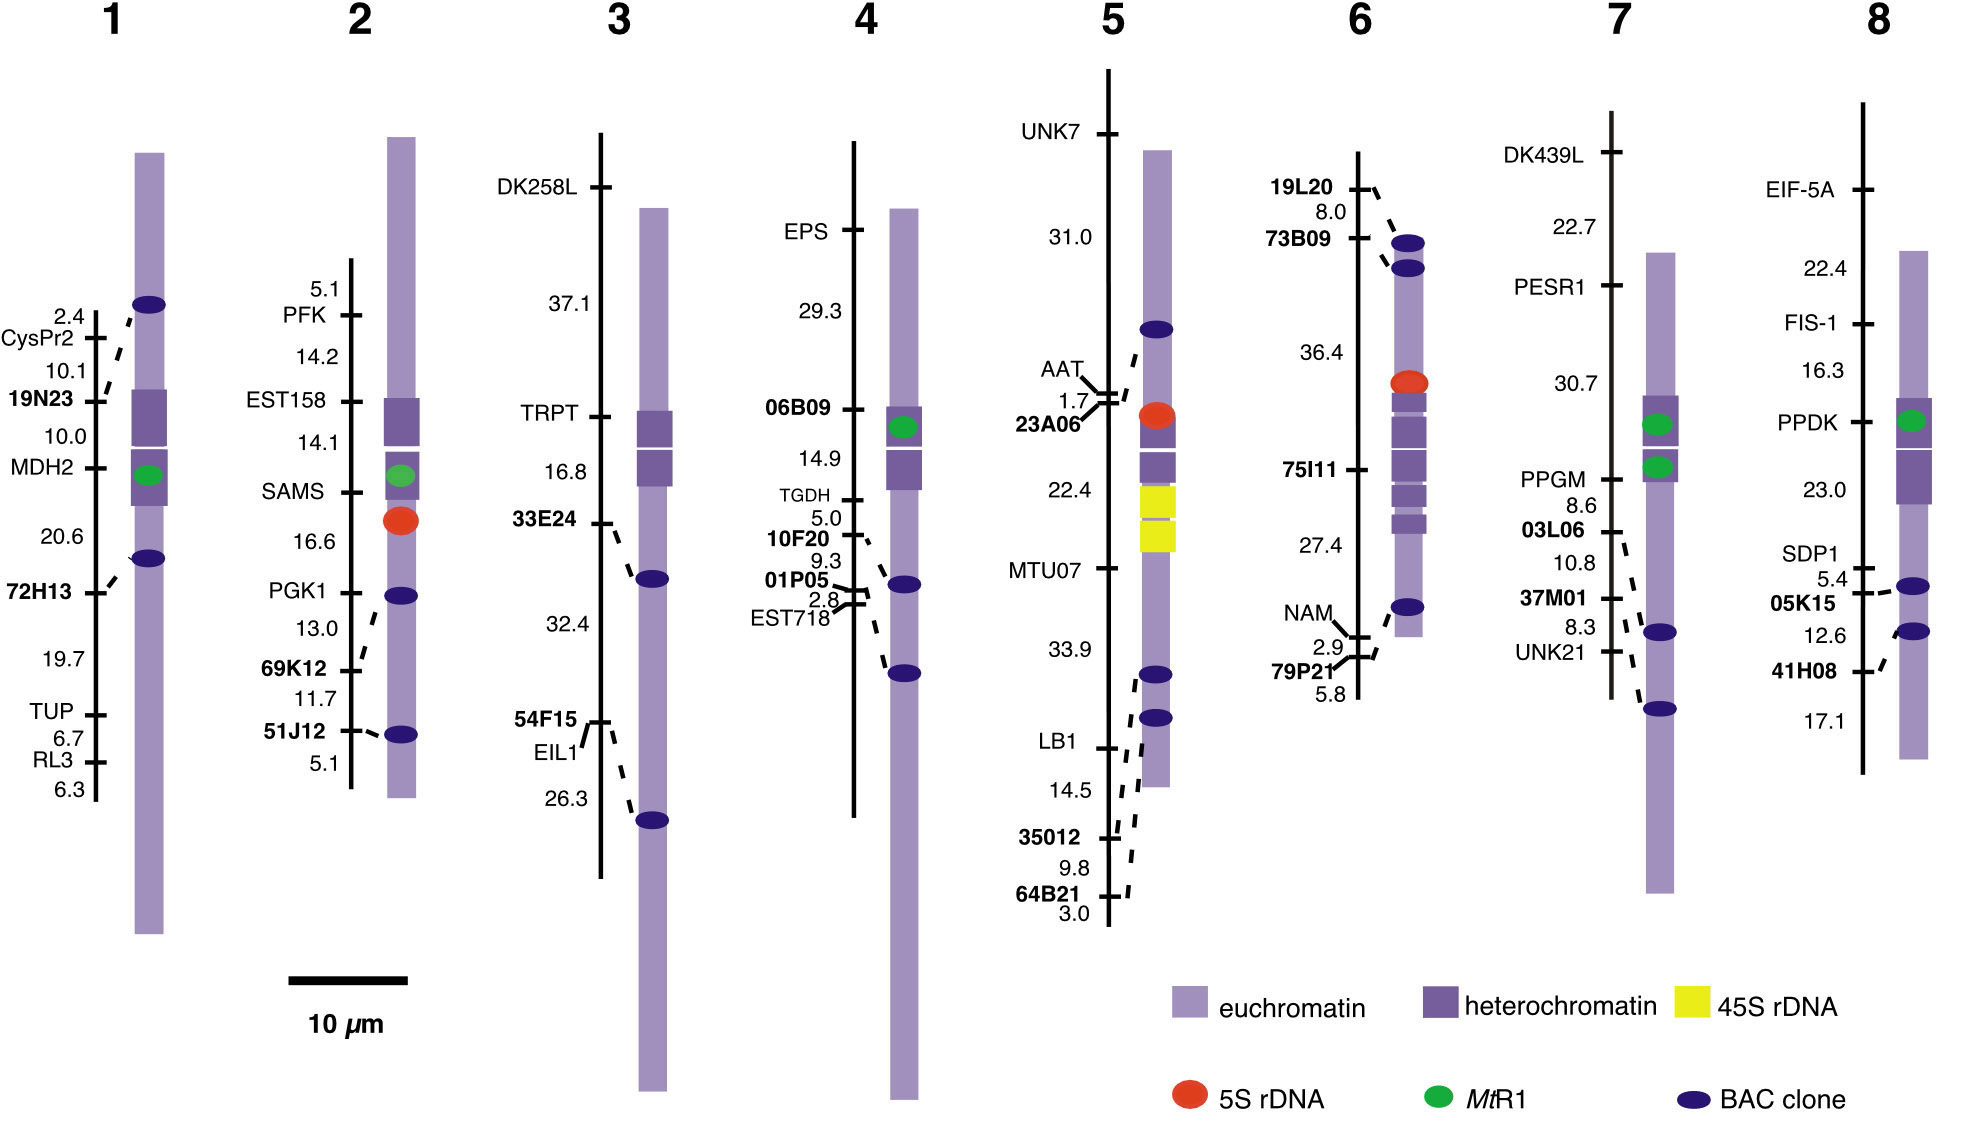 1 2 3 4 5 6 7 8
2.4
CysPr2
10.1
19N23
10.0
MDH2
20.6
72H13
19.7
TUP
6.7
RL3
6.3
5.1
PFK
14.2
EST158
14.1
SAMS
16.6
PGK1
13.0
69K12
11.7
51J12
5.1
DK258L
37.1
TRPT
16.8
33E24
32.4
54F15
EIL1
26.3
EPS
29.3
06B09
14.9
TGDH
5.0
10F20
9.3
01P05
2.8
EST718
UNK7
31.0
AAT
1.7
23A06
22.4
MTU07
33.9
LB1
14.5
35012
9.8
64B21
3.0
19L20
8.0
73B09
36.4
75I11
27.4
NAM
2.9
79P21
5.8
DK439L
22.7
PESR1
30.7
PPGM
8.6
03L06
10.8
37M01
8.3
UNK21
EIF-5A
22.4
FIS-1
16.3
PPDK
23.0
SDP1
5.4
05K15
12.6
41H08
17.1
10 µm
euchromatin heterochromatin 45S rDNA
5S rDNA MtR1 BAC clone